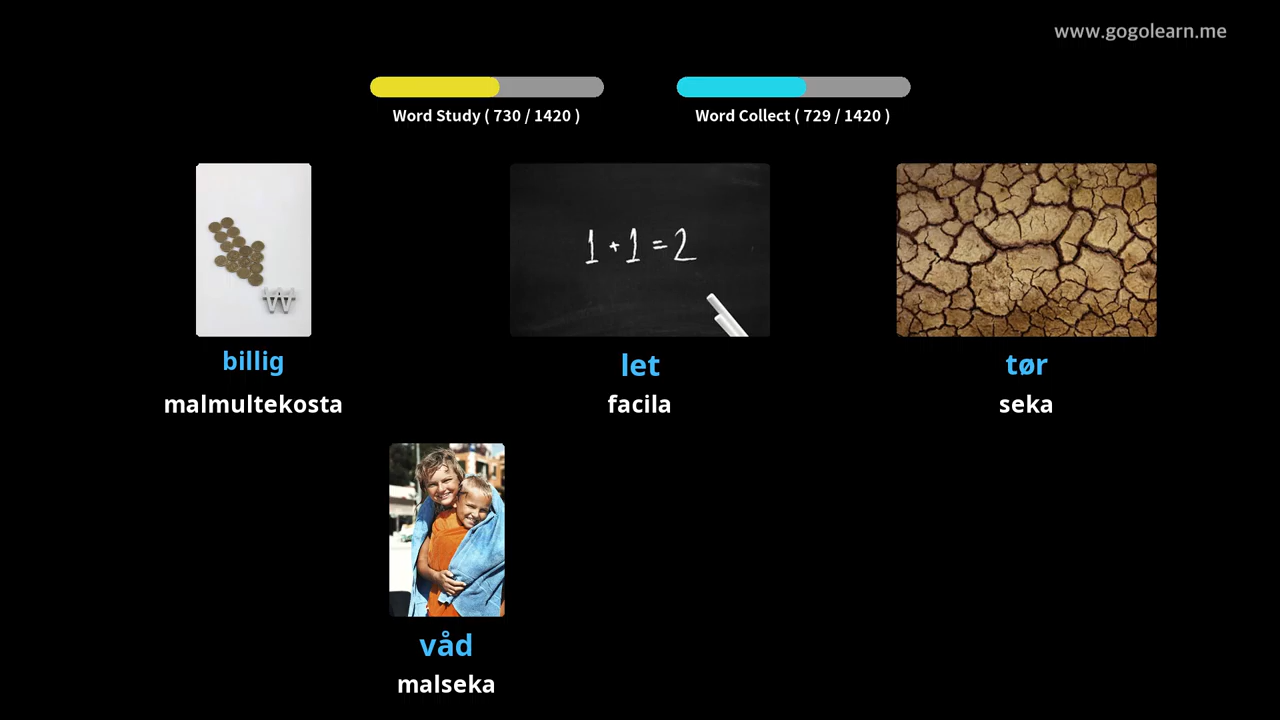 www.gogolearn.me
Word Study ( 730 / 1420 )
Word Collect ( 729 / 1420 )
₩
1 + 1 = 2
billig
let
tør
malmultekosta
facila
seka
våd
malseka